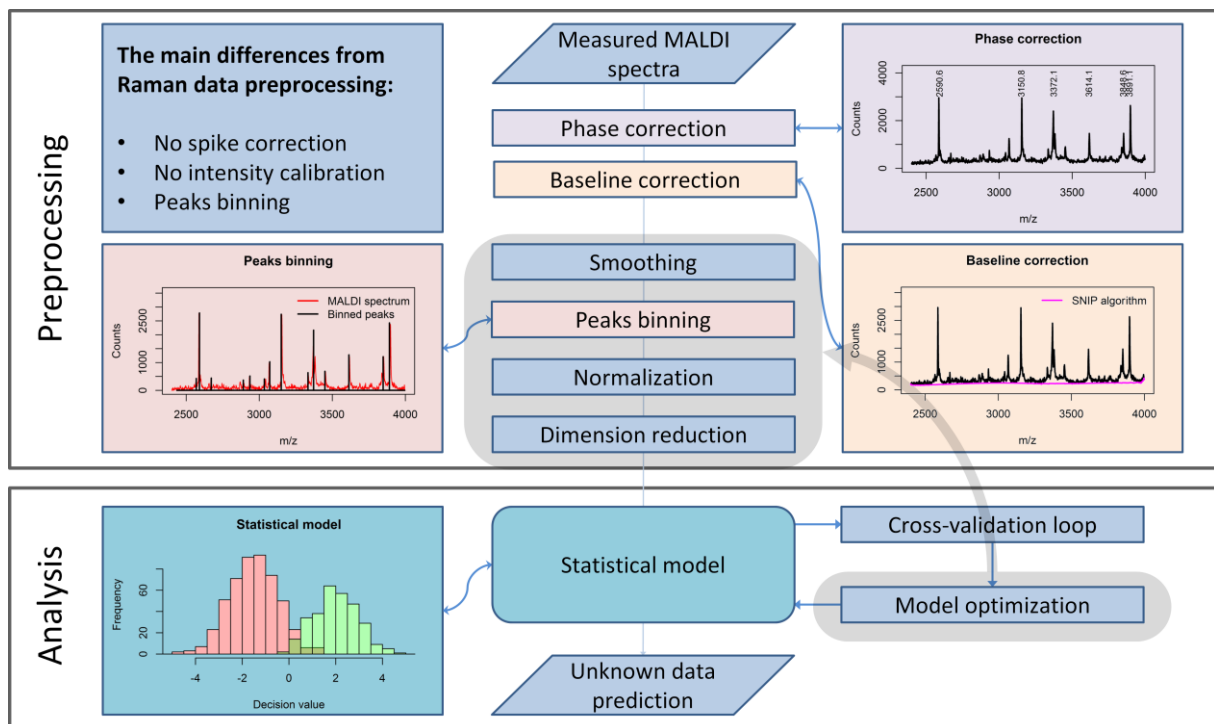 Preprocessing
The main differences from
Raman data preprocessing:
• No spike correction
• No intensity calibration
• Peaks binning
Measured MALDI
spectra
Phase correction
Baseline correction
Smoothing
Peaks binning
Normalization
Dimension reduction
Phase correction
Counts
0 2000 4000
2590.6 3150.8 3372.1 3614.1 3848.6 3891.1
2500 3000 3500 4000
m/z
Peaks binning
MALDI spectrum
Binned peaks
Counts
0 1000 2500
2500 3000 3500 4000
m/z
Baseline correction
SNIP algorithm
Counts
0 1000 2500
2500 3000 3500 4000
m/z
Analysis
Statistical model
Frequency
0 20 60
-4 -2 0 2 4
Decision value
Statistical model
Cross-validation loop
Model optimization
Unknown data
prediction